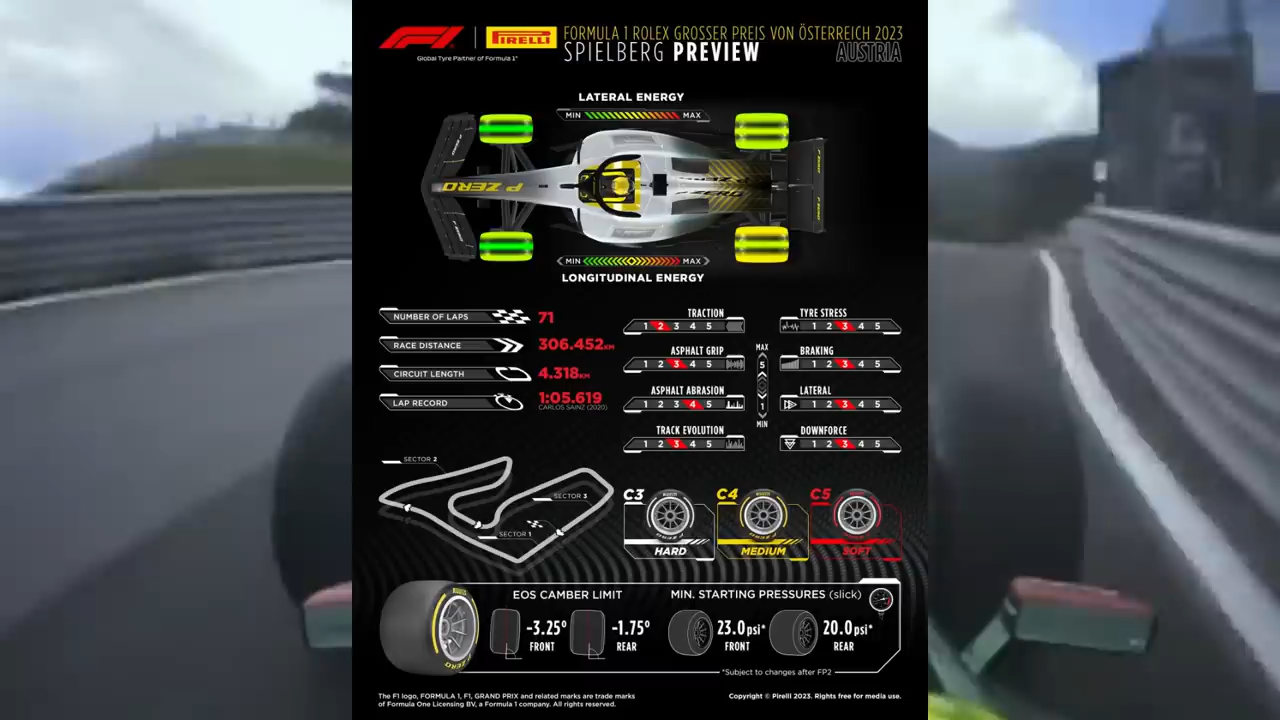 F1 | PIRELLI
Global Tyre Partner of Formula 1®
FORMULA 1 ROLEX GROSSER PREIS VON ÖSTERREICH 2023
SPIELBERG PREVIEW
AUSTRIA
LATERAL ENERGY
MIN MAX
P ZERO
MIN MAX
LONGITUDINAL ENERGY
NUMBER OF LAPS 71
RACE DISTANCE 306.452KM
CIRCUIT LENGTH 4.318KM
LAP RECORD 1:05.619
CARLOS SAINZ (2020)
TRACTION
1 2 3 4 5
ASPHALT GRIP
1 2 3 4 5
ASPHALT ABRASION
1 2 3 4 5
TRACK EVOLUTION
1 2 3 4 5
MAX
5
1
MIN
TYRE STRESS
1 2 3 4 5
BRAKING
1 2 3 4 5
LATERAL
1 2 3 4 5
DOWNFORCE
1 2 3 4 5
SECTOR 2
SECTOR 3
SECTOR 1
C3
HARD
C4
MEDIUM
C5
SOFT
EOS CAMBER LIMIT
-3.25º
FRONT
-1.75º
REAR
MIN. STARTING PRESSURES (slick)
23.0psi*
FRONT
20.0psi*
REAR
*Subject to changes after FP2
The F1 logo, FORMULA 1, F1, GRAND PRIX and related marks are trade marks
of Formula One Licensing BV, a Formula 1 company. All rights reserved.
Copyright © Pirelli 2023. Rights free for media use.